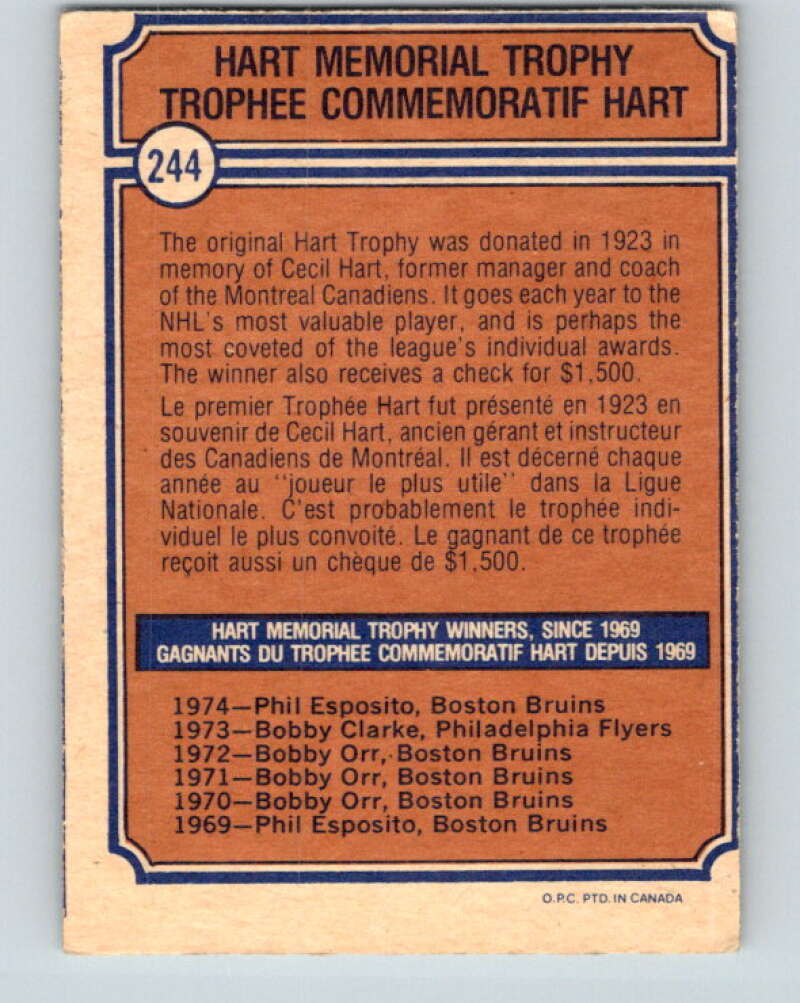 HART MEMORIAL TROPHY
TROPHEE COMMEMORATIF HART
244
The original Hart Trophy was donated in 1923 in
memory of Cecil Hart, former manager and coach
of the Montreal Canadiens. It goes each year to the
NHL's most valuable player, and is perhaps the
most coveted of the league's individual awards.
The winner also receives a check for $1,500.
Le premier Trophée Hart fut présenté en 1923 en
souvenir de Cecil Hart, ancien gérant et instructeur
des Canadiens de Montréal. Il est décerné chaque
année au "joueur le plus utile" dans la Ligue
Nationale. C'est probablement le trophée indi-
viduel le plus convoité. Le gagnant de ce trophée
reçoit aussi un chèque de $1,500.
HART MEMORIAL TROPHY WINNERS, SINCE 1969
GAGNANTS DU TROPHEE COMMEMORATIF HART DEPUIS 1969
1974—Phil Esposito, Boston Bruins
1973—Bobby Clarke, Philadelphia Flyers
1972—Bobby Orr, Boston Bruins
1971—Bobby Orr, Boston Bruins
1970—Bobby Orr, Boston Bruins
1969—Phil Esposito, Boston Bruins
O.P.C. PTD. IN CANADA